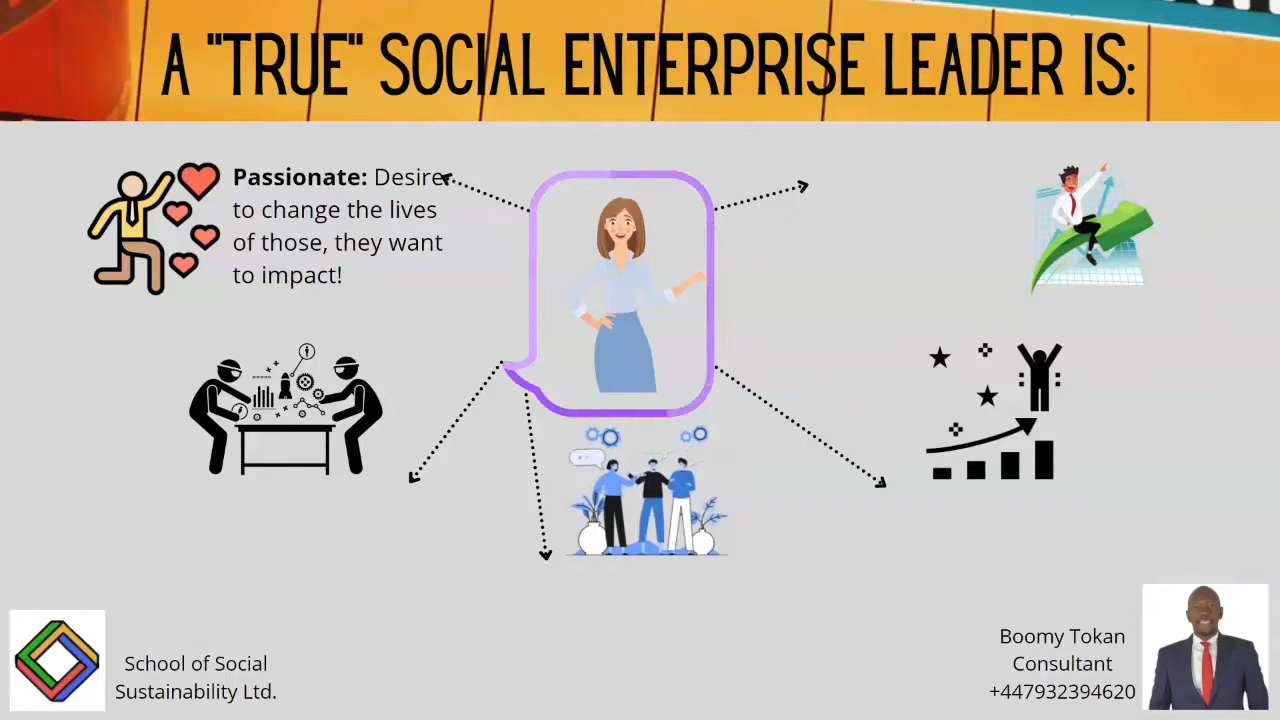 A "TRUE" SOCIAL ENTERPRISE LEADER IS:
Passionate: Desire
to change the lives
of those, they want
to impact!
School of Social
Sustainability Ltd.
Boomy Tokan
Consultant
+447932394620